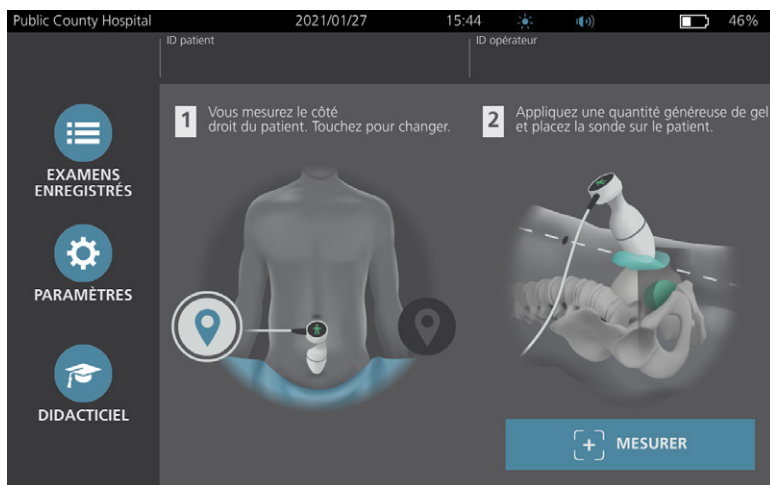 Public County Hospital 2021/01/27 15:44 46%
ID patient ID opérateur
1 Vous mesurez le côté
droit du patient. Touchez pour changer.
2 Appliquez une quantité généreuse de gel
et placez la sonde sur le patient.
EXAMENS
ENREGISTRÉS
PARAMÈTRES
DIDACTICIEL
MESURER